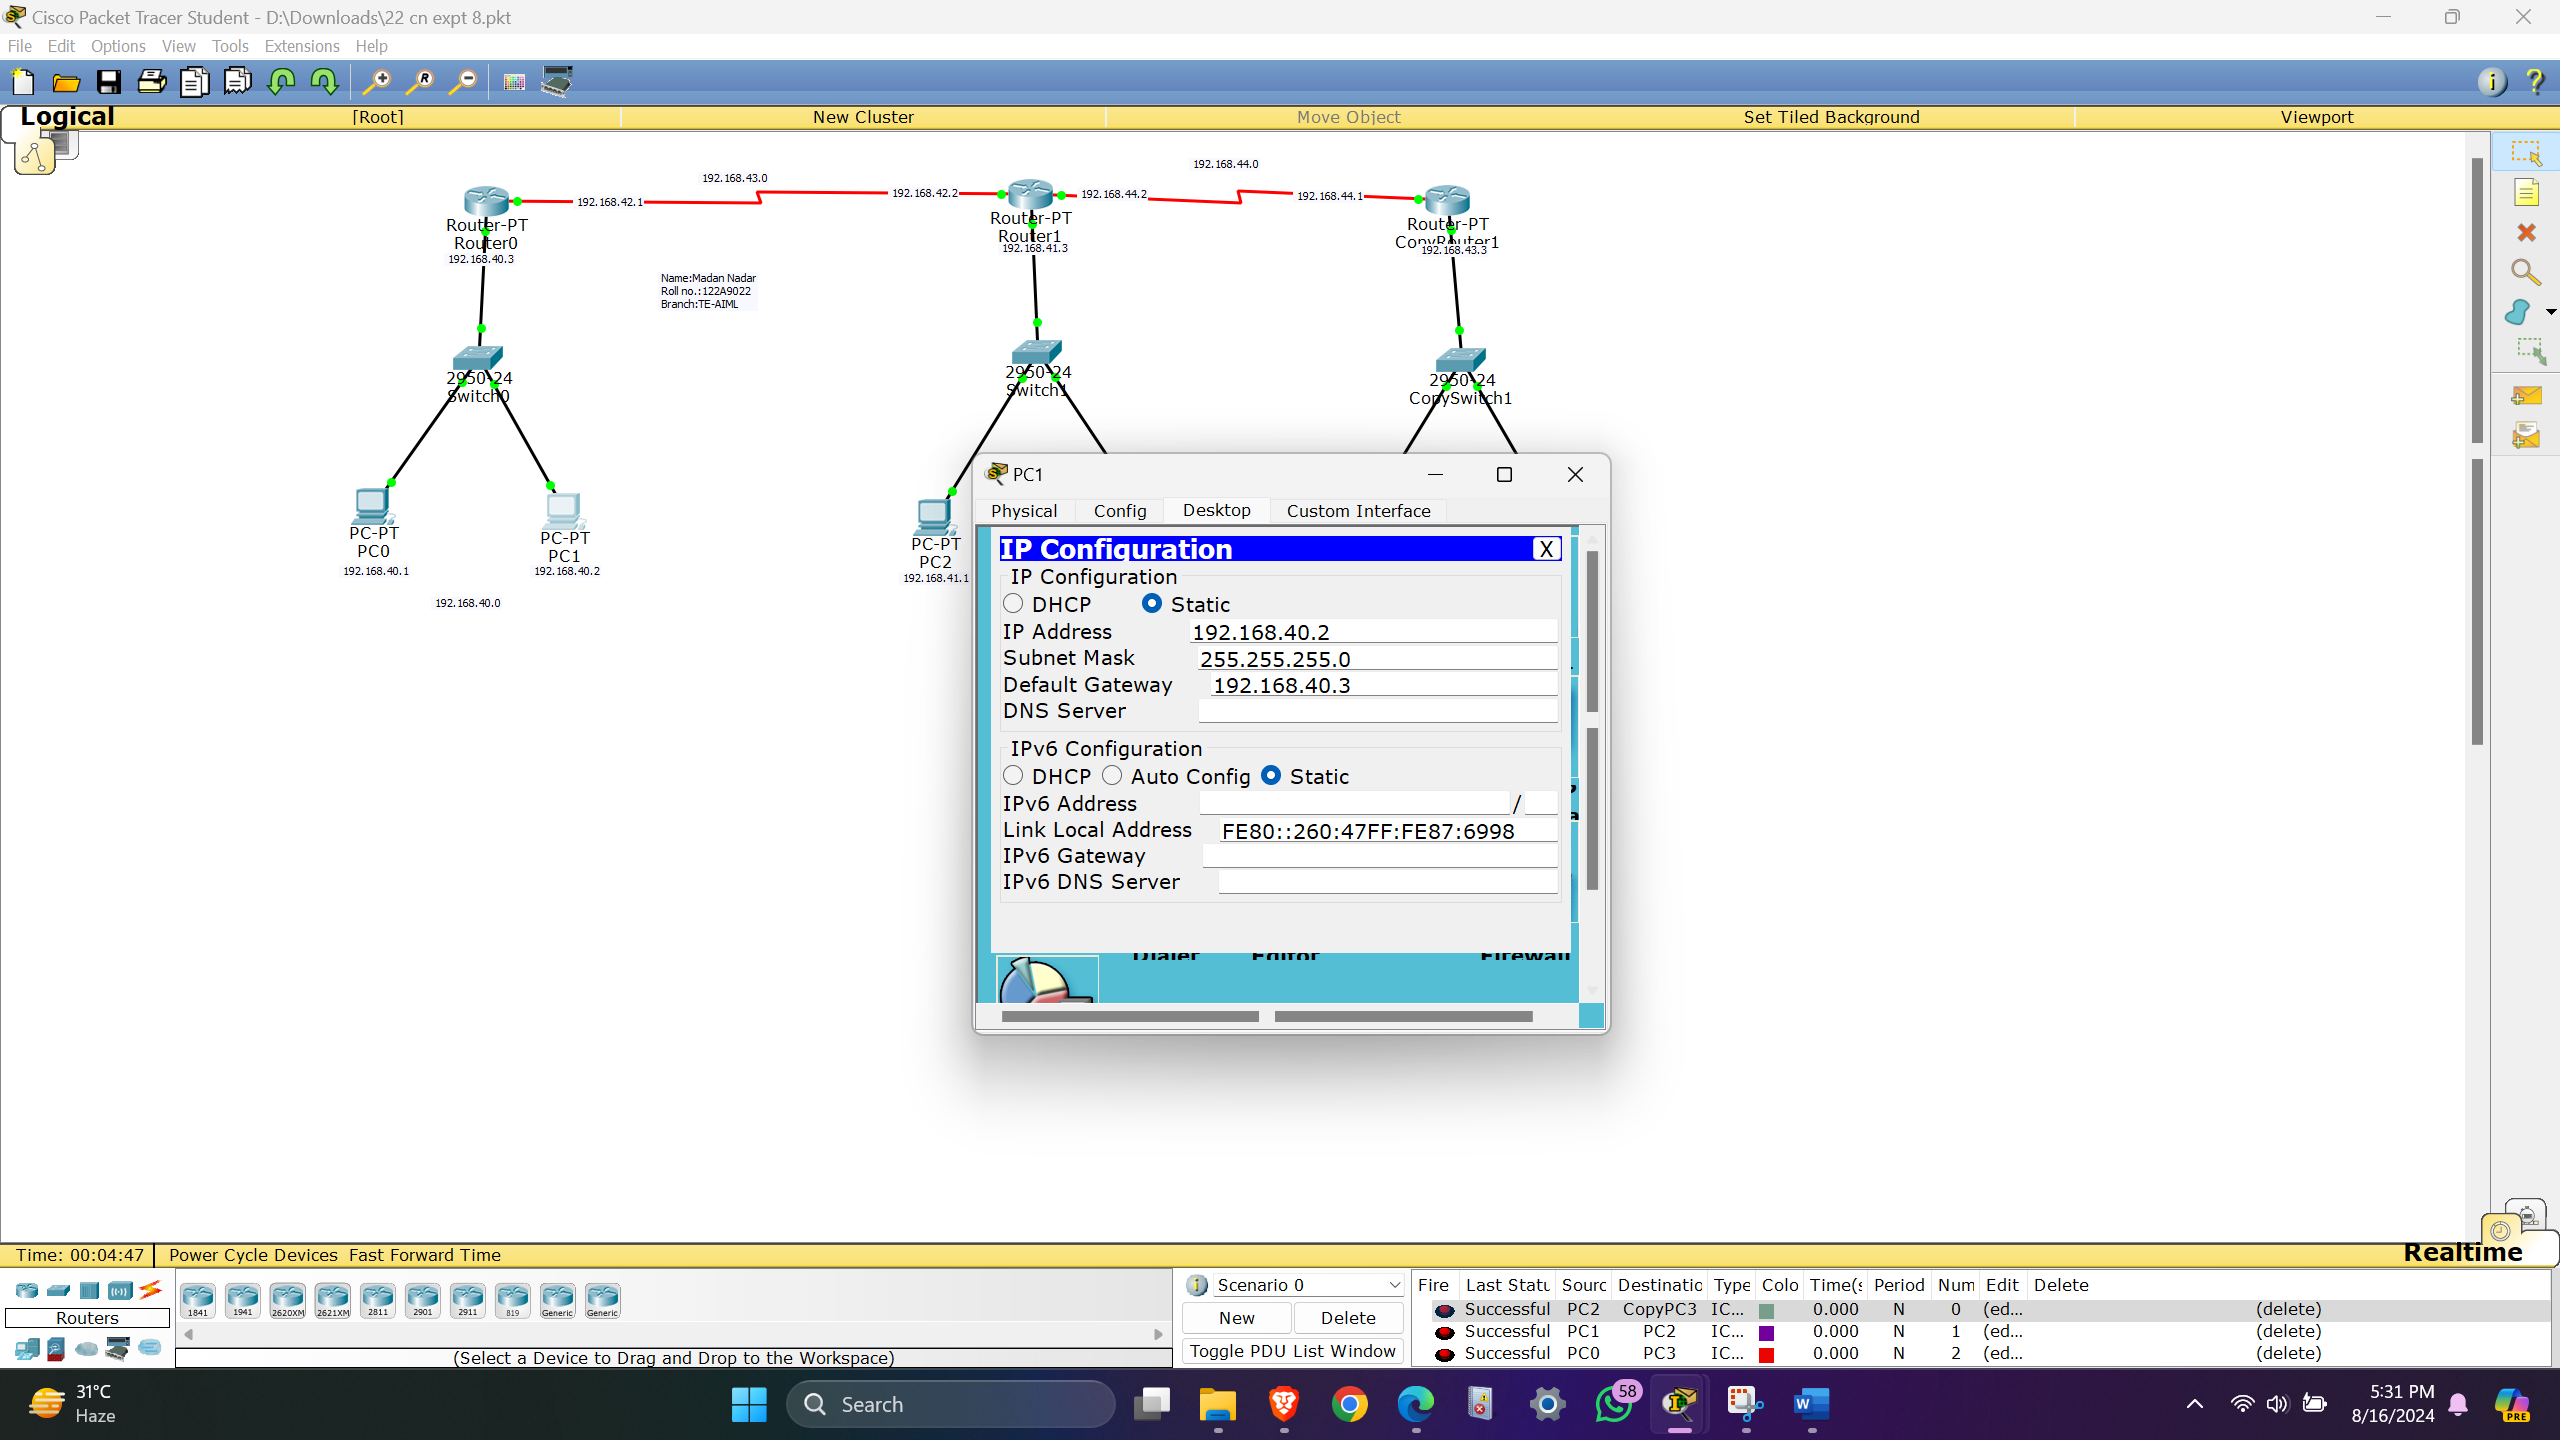 Cisco Packet Tracer Student - D:\Downloads\22 cn expt 8.pkt
File Edit Options View Tools Extensions Help
Logical [Root] New Cluster Move Object Set Tiled Background Viewport
192.168.43.0
192.168.44.0
192.168.42.1
192.168.42.2
192.168.44.2
192.168.44.1
Router-PT
Router0
192.168.40.3
Router-PT
Router1
192.168.41.3
Router-PT
CopyRouter1
192.168.43.3
Name:Madan Nadar
Roll no.:122A9022
Branch:TE-AIML
2950-24
Switch0
2950-24
Switch1
2950-24
CopySwitch1
PC-PT
PC0
192.168.40.1
PC-PT
PC1
192.168.40.2
192.168.40.0
PC-PT
PC2
192.168.41.1
PC1
Physical Config Desktop Custom Interface
IP Configuration X
IP Configuration
DHCP Static
IP Address 192.168.40.2
Subnet Mask 255.255.255.0
Default Gateway 192.168.40.3
DNS Server
IPv6 Configuration
DHCP Auto Config Static
IPv6 Address /
Link Local Address FE80::260:47FF:FE87:6998
IPv6 Gateway
IPv6 DNS Server
Dialer Editor Firewall
Time: 00:04:47 Power Cycle Devices Fast Forward Time Realtime
Routers
1841 1941 2620XM 2621XM 2811 2901 2911 819 Generic Generic
(Select a Device to Drag and Drop to the Workspace)
Scenario 0
New Delete
Toggle PDU List Window
Fire Last Statu Sourc Destinatio Type Colo Time(s Period Num Edit Delete
Successful PC2 CopyPC3 IC... 0.000 N 0 (ed... (delete)
Successful PC1 PC2 IC... 0.000 N 1 (ed... (delete)
Successful PC0 PC3 IC... 0.000 N 2 (ed... (delete)
31°C
Haze
Search
58
5:31 PM
8/16/2024
PRE